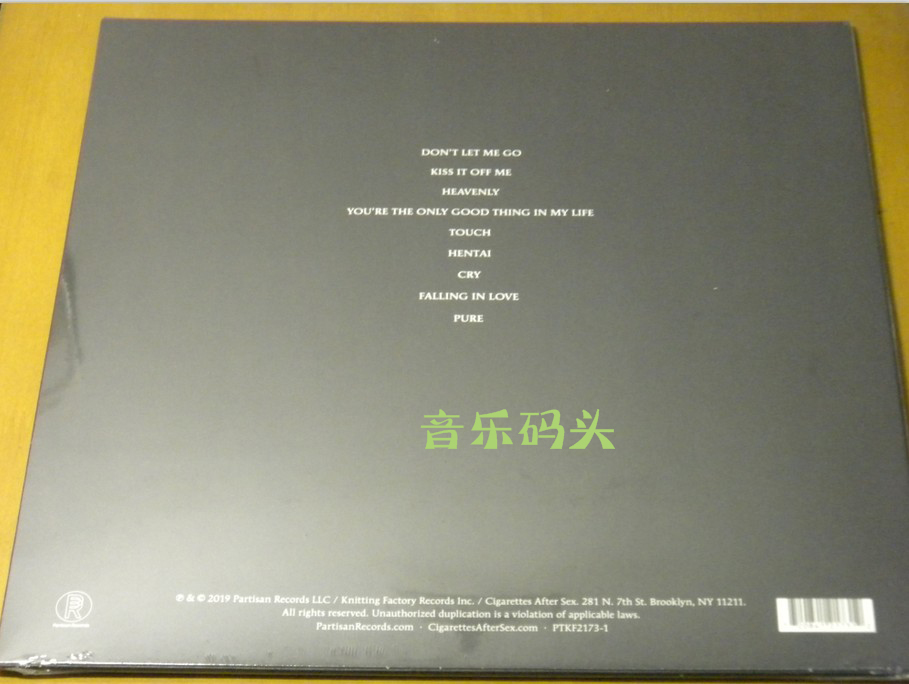 DON'T LET ME GO
KISS IT OFF ME
HEAVENLY
YOU'RE THE ONLY GOOD THING IN MY LIFE
TOUCH
HENTAI
CRY
FALLING IN LOVE
PURE
音乐码头
℗ & © 2019 Partisan Records LLC / Knitting Factory Records Inc. / Cigarettes After Sex. 281 N. 7th St. Brooklyn, NY 11211.
All rights reserved. Unauthorized duplication is a violation of applicable laws.
PartisanRecords.com · CigarettesAfterSex.com · PTKF2173-1
Partisan Records